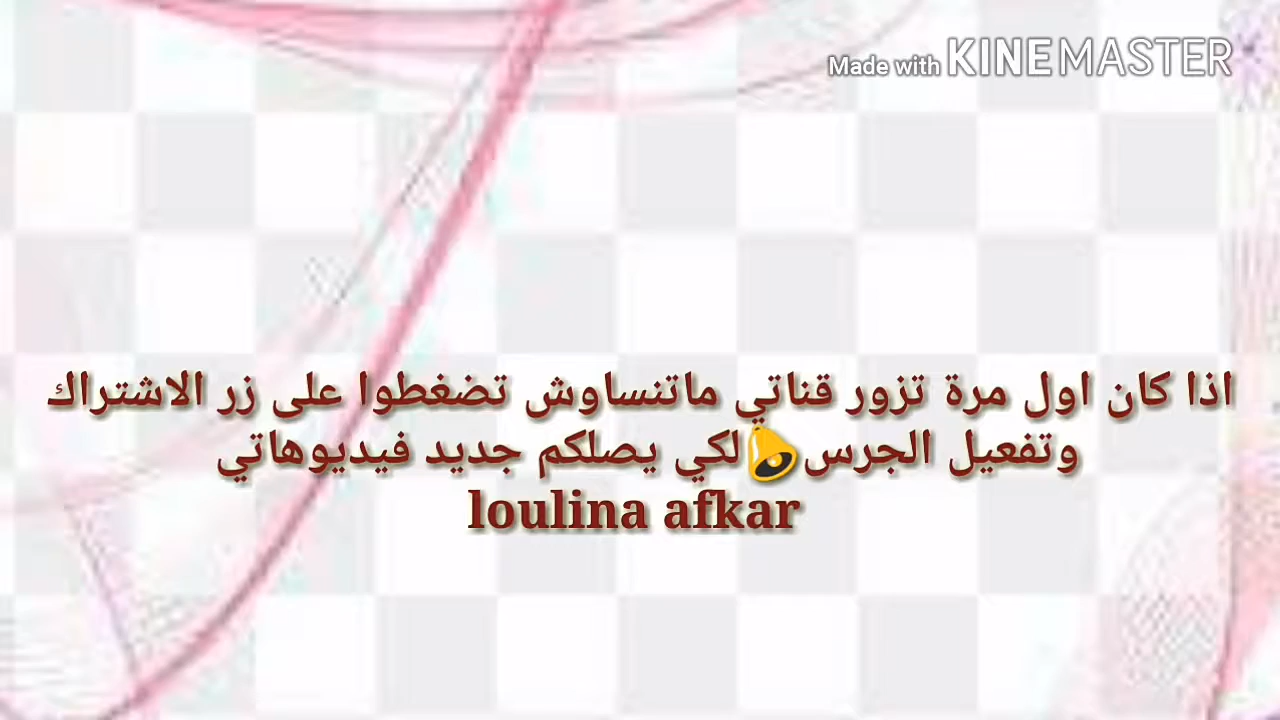 Made with KINEMASTER
اذا كان اول مرة تزور قناتي ماتنساوش تضغطوا على زر الاشتراك
وتفعيل الجرس🔔لكي يصلكم جديد فيديوهاتي
loulina afkar